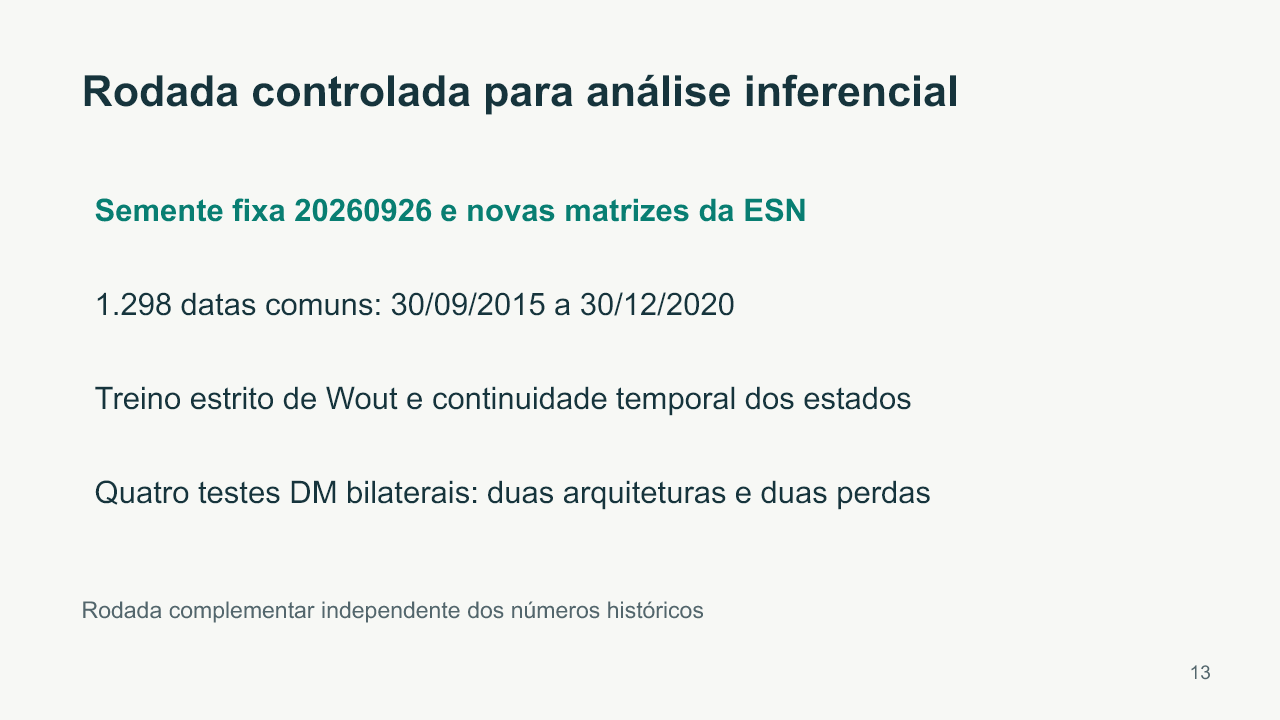 Rodada controlada para análise inferencial
Semente fixa 20260926 e novas matrizes da ESN
1.298 datas comuns: 30/09/2015 a 30/12/2020
Treino estrito de Wout e continuidade temporal dos estados
Quatro testes DM bilaterais: duas arquiteturas e duas perdas
Rodada complementar independente dos números históricos
13